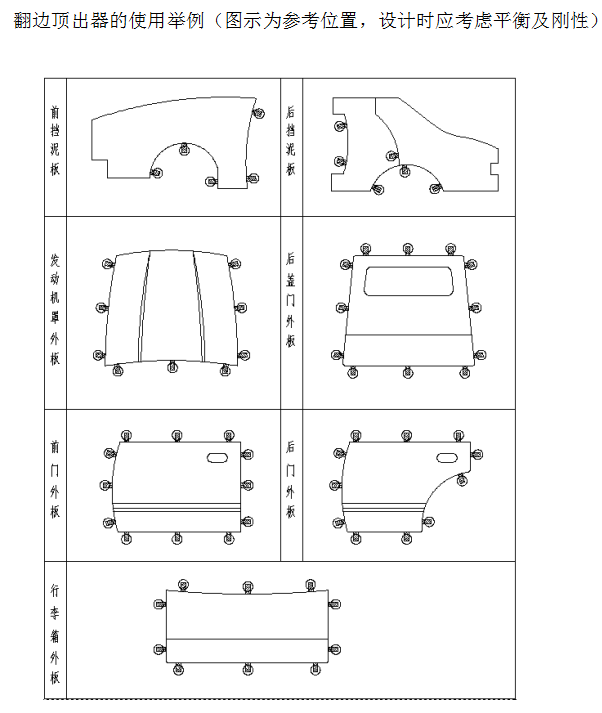 翻边顶出器的使用举例（图示为参考位置，设计时应考虑平衡及刚性）
前挡泥板
后挡泥板
发动机罩外板
后盖门外板
前门外板
后门外板
行李箱外板